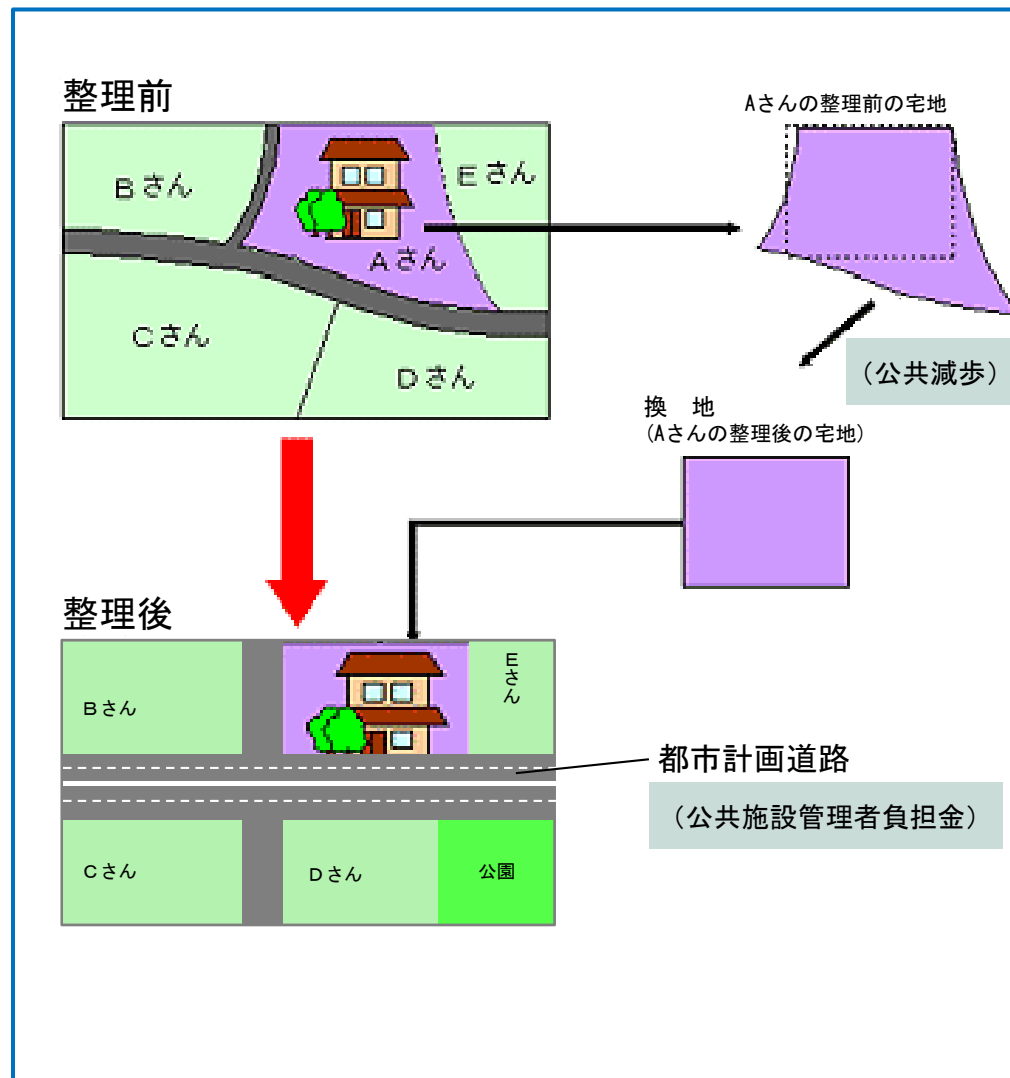 整理前
Aさんの整理前の宅地
Bさん
Eさん
Aさん
Cさん
Dさん
（公共減歩）
換　地
(Aさんの整理後の宅地)
整理後
Bさん
Eさん
都市計画道路
（公共施設管理者負担金）
Cさん
Dさん
公園